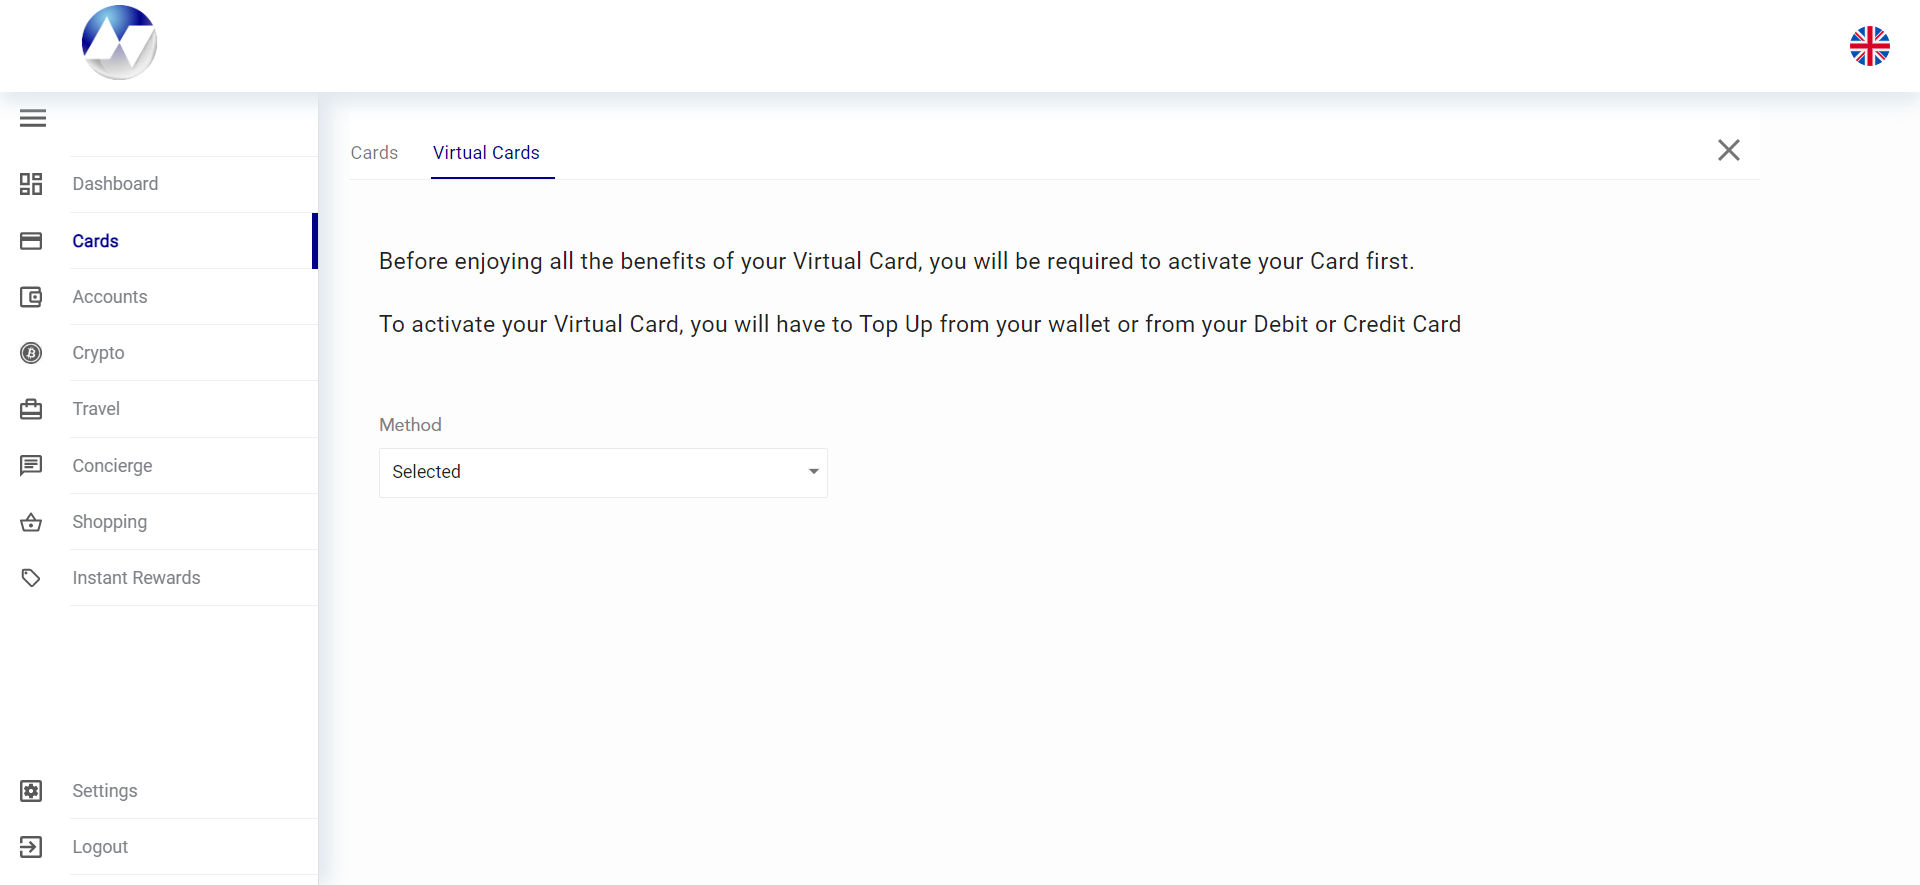 Cards
Virtual Cards
Dashboard
Cards
Accounts
Crypto
Travel
Concierge
Shopping
Instant Rewards
Settings
Logout
Before enjoying all the benefits of your Virtual Card, you will be required to activate your Card first.
To activate your Virtual Card, you will have to Top Up from your wallet or from your Debit or Credit Card
Method
Selected